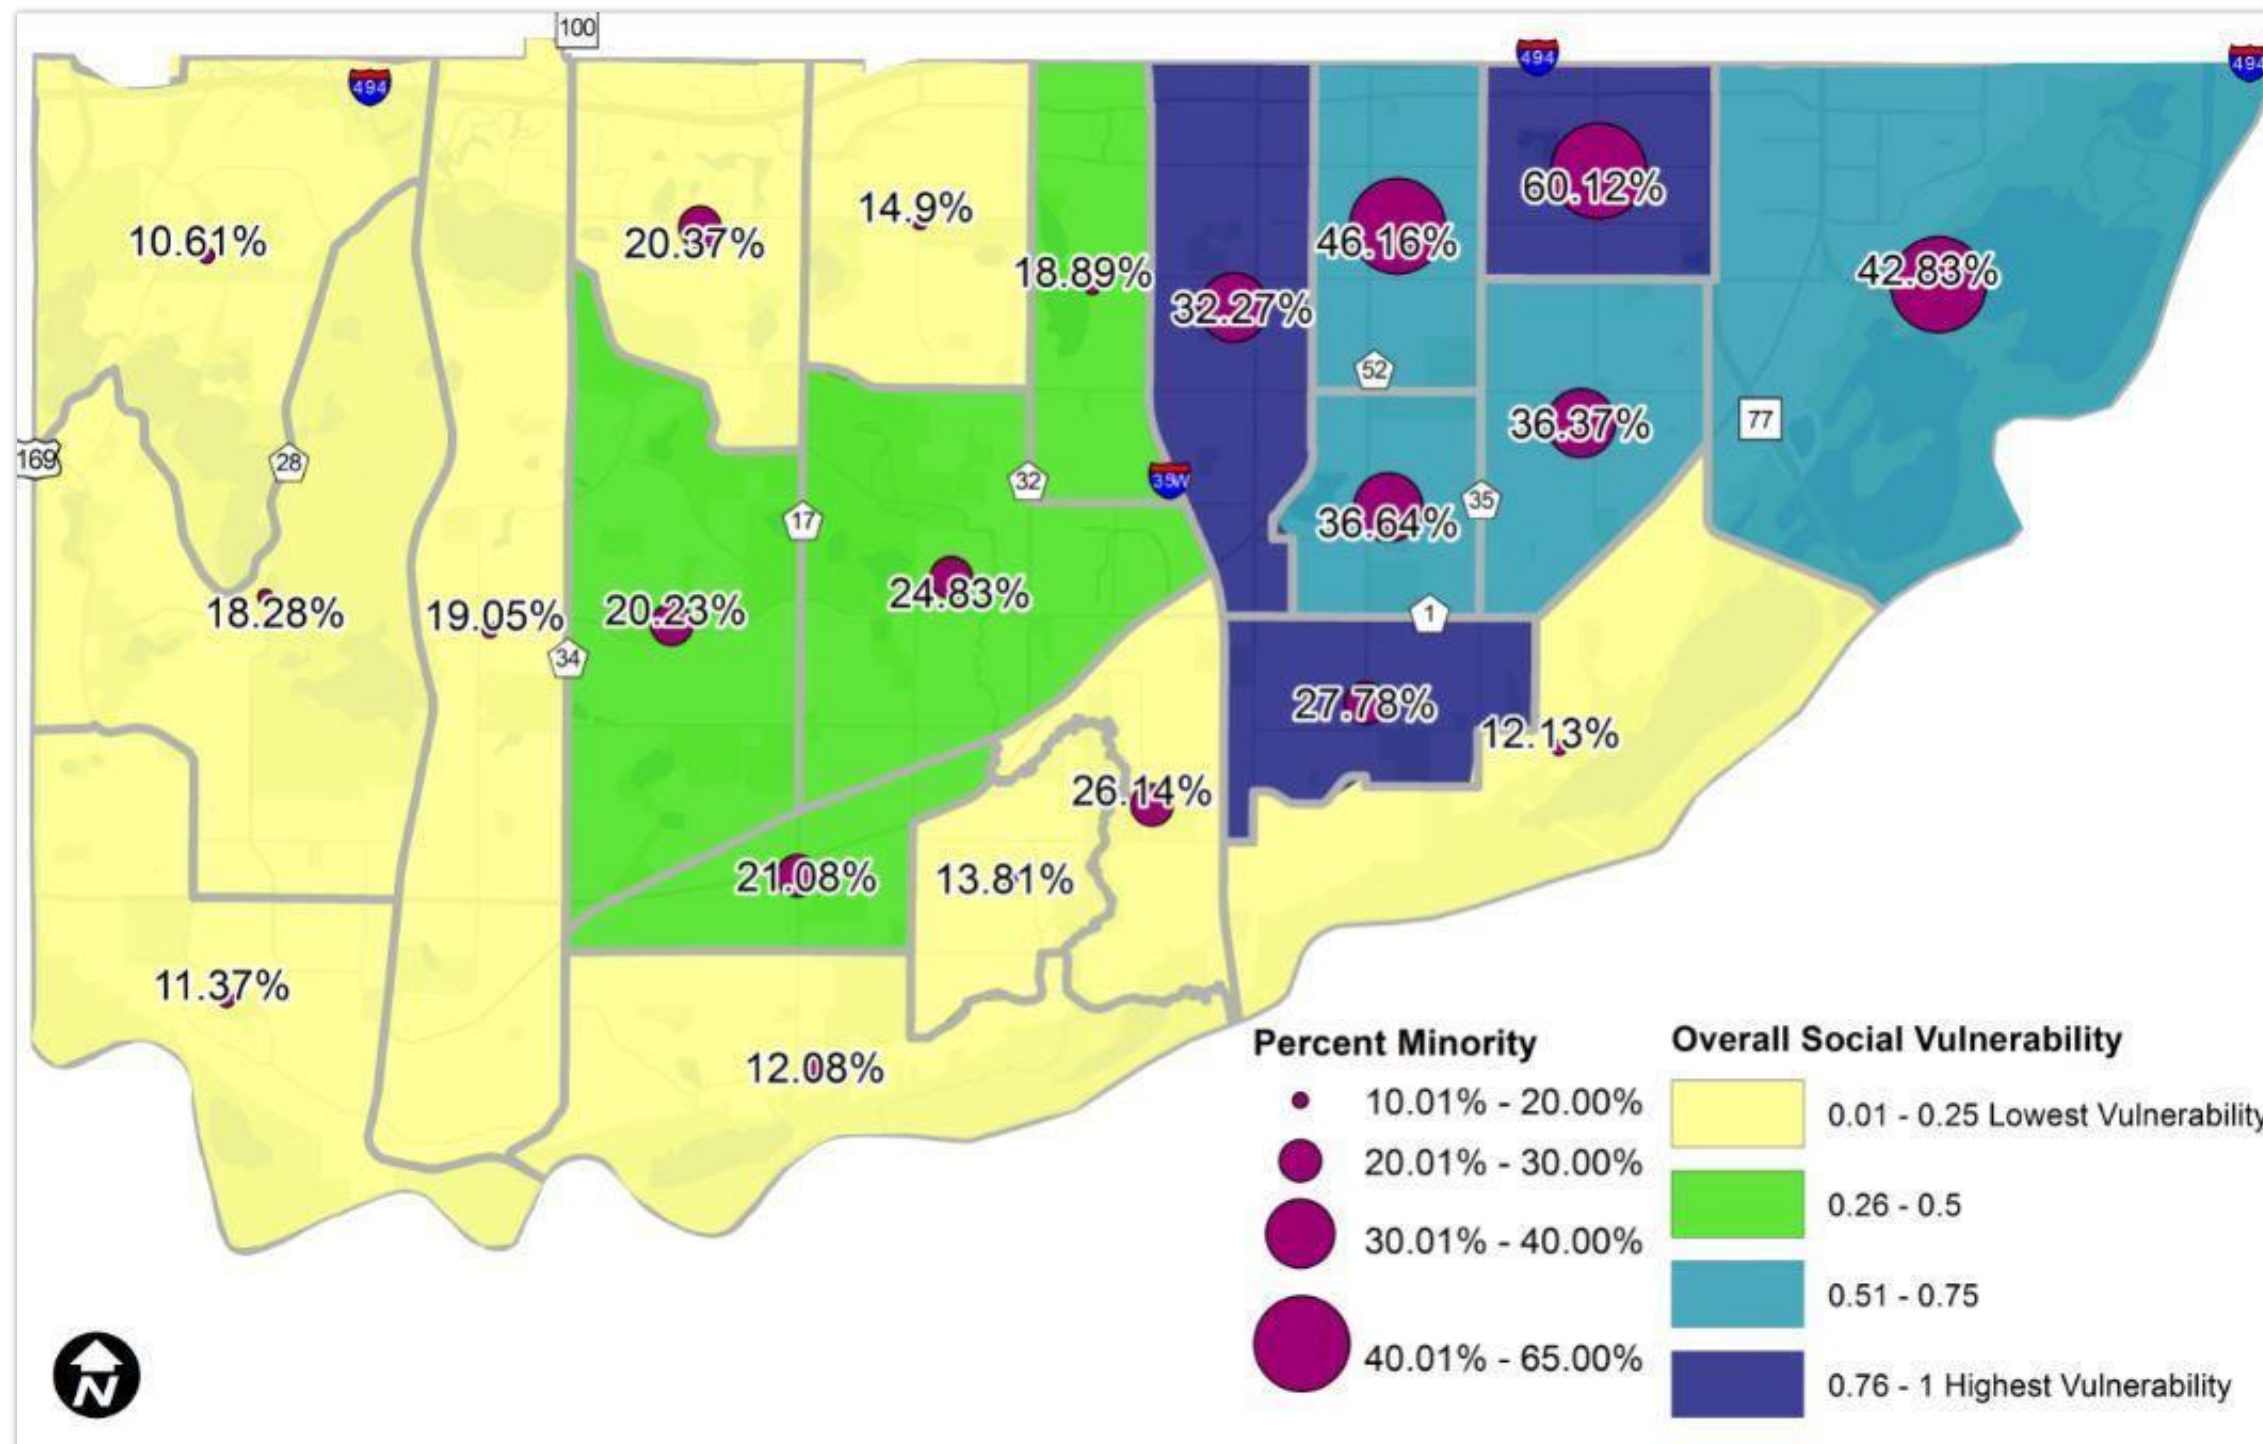 100
494
494
494
10.61%
20.37%
14.9%
18.89%
32.27%
46.16%
60.12%
42.83%
52
36.37%
77
169
28
32
35W
17
36.64%
35
18.28%
19.05%
20.23%
24.83%
1
34
27.78%
12.13%
26.14%
21.08%
13.81%
11.37%
12.08%
Percent Minority
10.01% - 20.00%
20.01% - 30.00%
30.01% - 40.00%
40.01% - 65.00%
Overall Social Vulnerability
0.01 - 0.25 Lowest Vulnerability
0.26 - 0.5
0.51 - 0.75
0.76 - 1 Highest Vulnerability
N